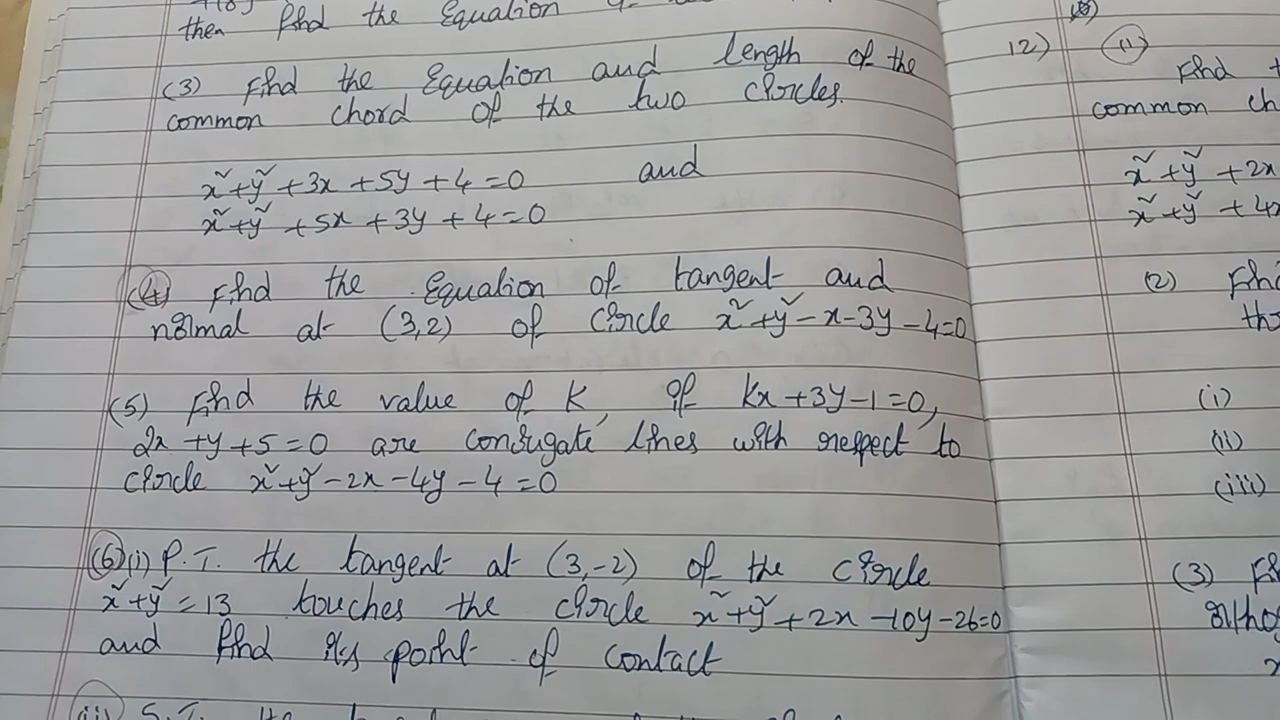 then find the Equation
(3) Find the Equation and length of the
common chord of the two circles.
x²+y²+3x+5y+4=0 and
x²+y²+5x+3y+4=0
(4) Find the Equation of tangent and
normal at (3,2) of circle x²+y²-x-3y-4=0
(5) Find the value of K, if Kx+3y-1=0,
2x+y+5=0 are conjugate lines with respect to
circle x²+y²-2x-4y-4=0
(6)(i) P.T. the tangent at (3,-2) of the circle
x²+y²=13 touches the circle x²+y²+2x-10y-26=0
and find its point of contact
(ii) S.T. the
12) (1)
Find
common ch
x²+y²+2x
x²+y²+4x
(2) Find
(i)
(ii)
(iii)
(3)